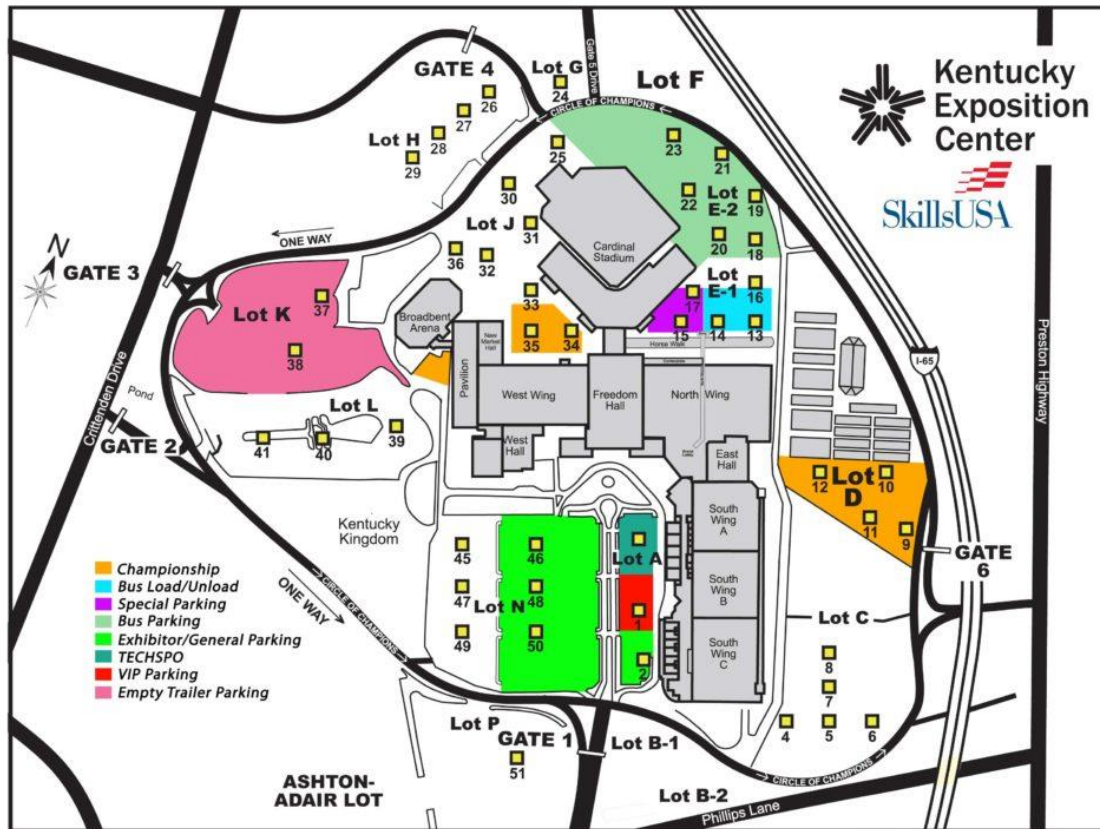 GATE 4
Lot G
24
Gate 5 Drive
Lot F
Kentucky
Exposition
Center
SkillsUSA
← CIRCLE OF CHAMPIONS ←
26
27
28
Lot H
29
25
23
21
30
22
Lot
E-2
19
Lot J
31
20
18
ONE WAY
N
GATE 3
36
32
Cardinal
Stadium
Lot
E-1
16
37
Lot K
33
17
Broadbent
Arena
35
34
15
14
13
New
Market
Hall
Horse Walk
38
Pavilion
West Wing
Freedom
Hall
North Wing
I-65
Preston Highway
Crittenden Drive
Pond
GATE 2
Lot L
39
41
40
West
Hall
East
Hall
12
Lot
D
10
11
9
Kentucky
Kingdom
45
46
Lot A
South
Wing
A
GATE
6
47
Lot N
48
1
South
Wing
B
49
50
2
South
Wing
C
Lot C
8
7
4
5
6
Championship
Bus Load/Unload
Special Parking
Bus Parking
Exhibitor/General Parking
TECHSPO
VIP Parking
Empty Trailer Parking
ONE WAY
→ CIRCLE OF CHAMPIONS →
Lot P
GATE 1
Lot B-1
51
→ CIRCLE OF CHAMPIONS →
ASHTON-
ADAIR LOT
Lot B-2
Phillips Lane